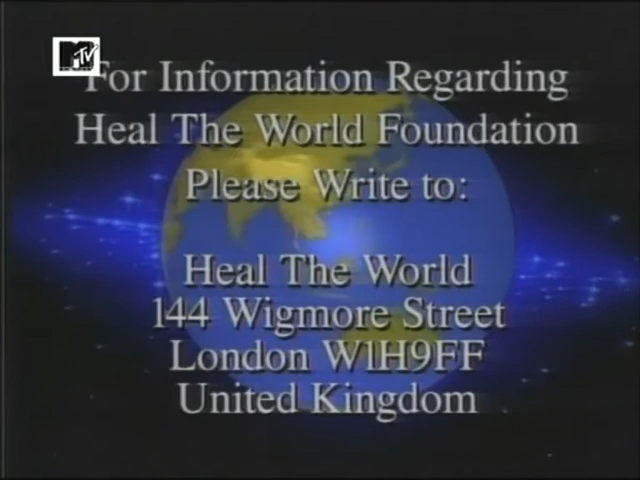 MTV
For Information Regarding
Heal The World Foundation
Please Write to:
Heal The World
144 Wigmore Street
London W1H9FF
United Kingdom